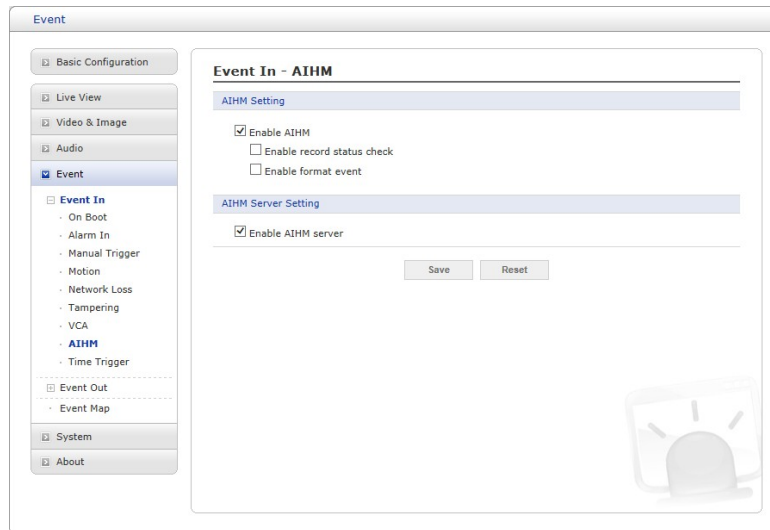 Event
Basic Configuration
Live View
Video & Image
Audio
Event
Event In
On Boot
Alarm In
Manual Trigger
Motion
Network Loss
Tampering
VCA
AIHM
Time Trigger
Event Out
Event Map
System
About
Event In - AIHM
AIHM Setting
Enable AIHM
Enable record status check
Enable format event
AIHM Server Setting
Enable AIHM server
Save Reset